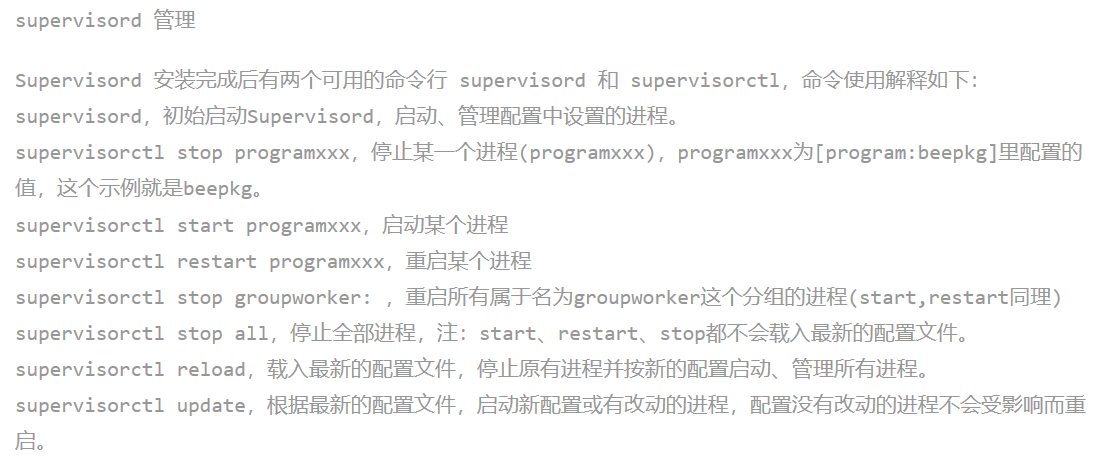 supervisord 管理
Supervisord 安装完成后有两个可用的命令行 supervisord 和 supervisorctl，命令使用解释如下：
supervisord，初始启动Supervisord，启动、管理配置中设置的进程。
supervisorctl stop programxxx，停止某一个进程(programxxx)，programxxx为[program:beepkg]里配置的
值，这个示例就是beepkg。
supervisorctl start programxxx，启动某个进程
supervisorctl restart programxxx，重启某个进程
supervisorctl stop groupworker: ，重启所有属于名为groupworker这个分组的进程(start,restart同理)
supervisorctl stop all，停止全部进程，注：start、restart、stop都不会载入最新的配置文件。
supervisorctl reload，载入最新的配置文件，停止原有进程并按新的配置启动、管理所有进程。
supervisorctl update，根据最新的配置文件，启动新配置或有改动的进程，配置没有改动的进程不会受影响而重
启。